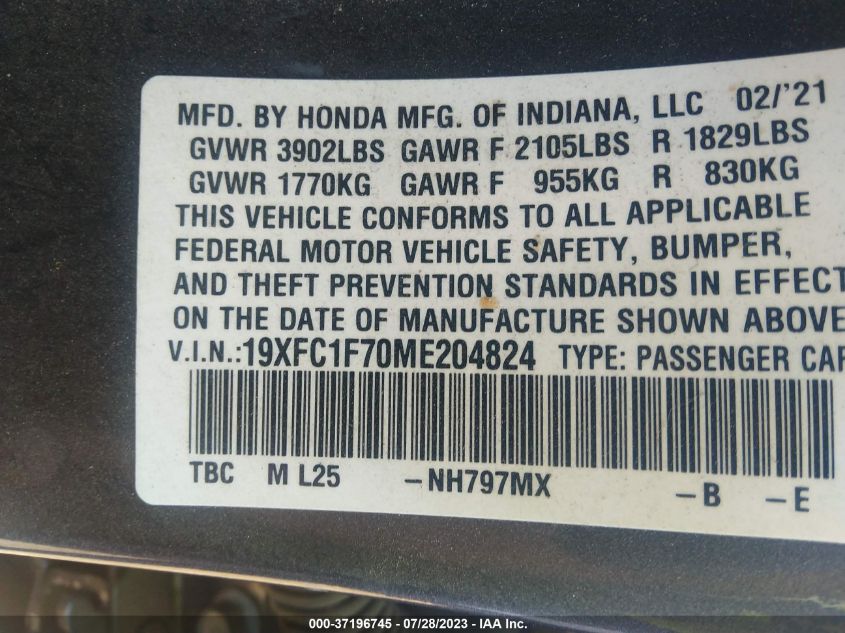 MFD. BY HONDA MFG. OF INDIANA, LLC 02/'21
GVWR 3902LBS GAWR F 2105LBS R 1829LBS
GVWR 1770KG GAWR F 955KG R 830KG
THIS VEHICLE CONFORMS TO ALL APPLICABLE
FEDERAL MOTOR VEHICLE SAFETY, BUMPER,
AND THEFT PREVENTION STANDARDS IN EFFECT
ON THE DATE OF MANUFACTURE SHOWN ABOVE
V.I.N.:19XFC1F70ME204824 TYPE: PASSENGER CAR
TBC M L25 -NH797MX -B -E
000-37196745 - 07/28/2023 - IAA Inc.